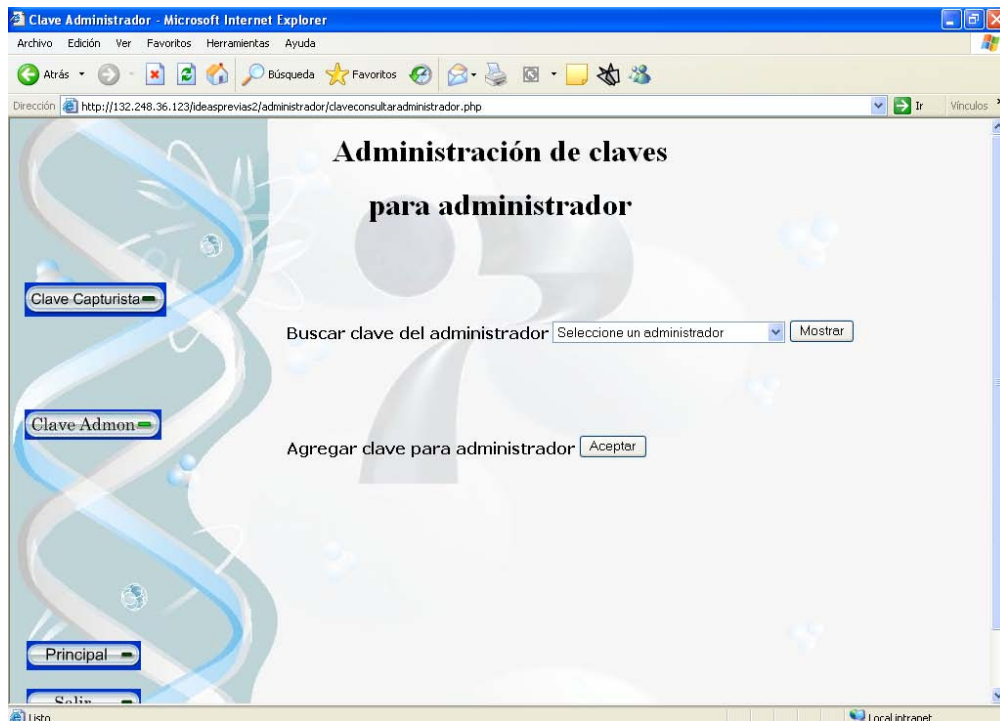 Clave Administrador - Microsoft Internet Explorer
Archivo Edición Ver Favoritos Herramientas Ayuda
Atrás Búsqueda Favoritos
Dirección http://132.248.36.123/ideasprevias2/administrador/claveconsultaradministrador.php Ir Vínculos
Administración de claves
para administrador
Clave Capturista
Buscar clave del administrador Seleccione un administrador Mostrar
Clave Admon
Agregar clave para administrador Aceptar
Principal
Salir
Listo Local intranet